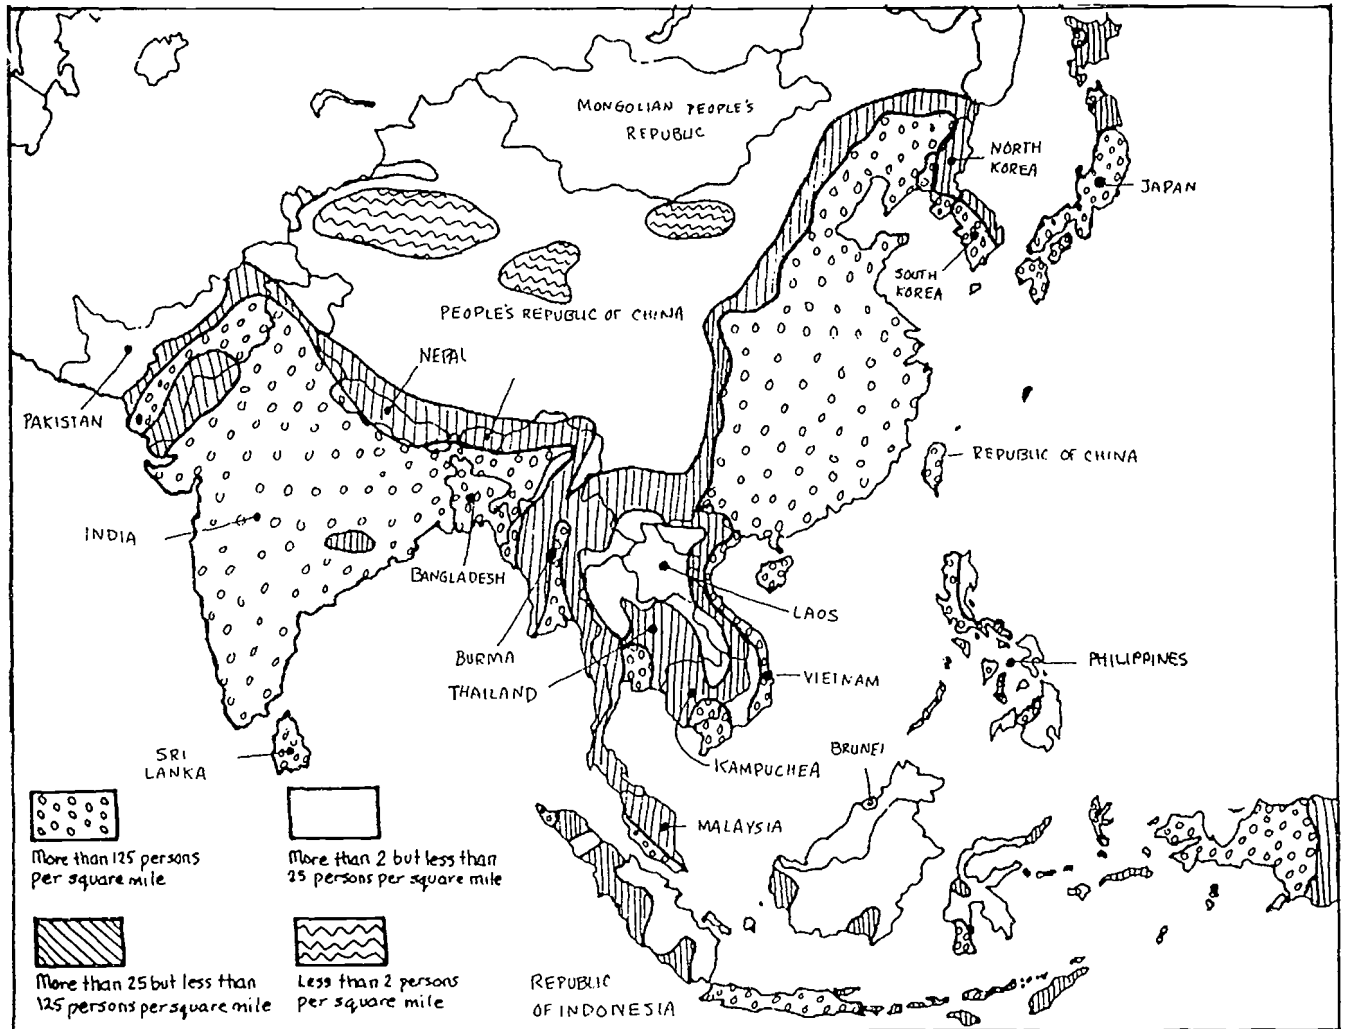 MONGOLIAN PEOPLE'S
REPUBLIC
NORTH
KOREA
JAPAN
SOUTH
KOREA
PEOPLE'S REPUBLIC OF CHINA
NEPAL
PAKISTAN
REPUBLIC OF CHINA
INDIA
BANGLADESH
LAOS
BURMA
THAILAND
VIETNAM
PHILIPPINES
SRI
LANKA
KAMPUCHEA
BRUNEI
MALAYSIA
More than 125 persons
per square mile
More than 2 but less than
25 persons per square mile
More than 25 but less than
125 persons per square mile
Less than 2 persons
per square mile
REPUBLIC
OF INDONESIA